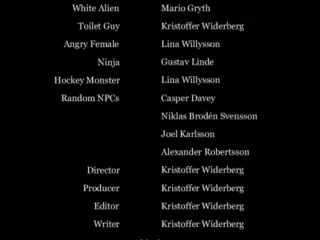 White Alien Mario Gryth
Toilet Guy Kristoffer Widerberg
Angry Female Lina Willysson
Ninja Gustav Linde
Hockey Monster Lina Willysson
Random NPCs Casper Davey
Niklas Brodén Svensson
Joel Karlsson
Alexander Robertsson
Director Kristoffer Widerberg
Producer Kristoffer Widerberg
Editor Kristoffer Widerberg
Writer Kristoffer Widerberg